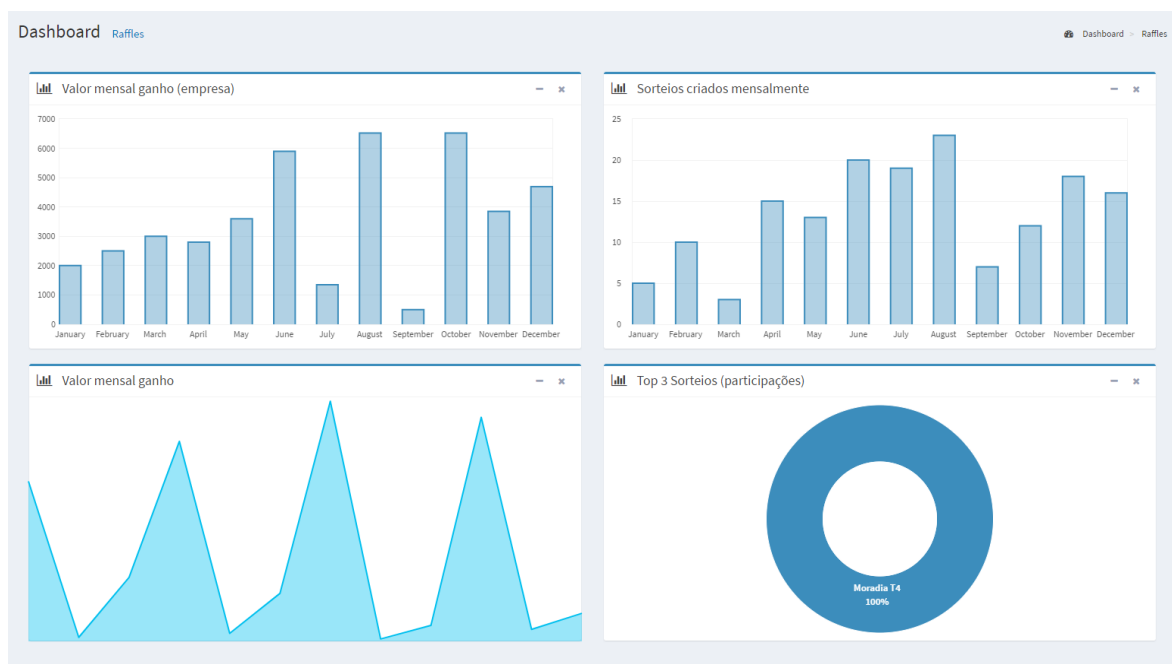 Dashboard Raffles
Dashboard > Raffles
Valor mensal ganho (empresa)
7000
6000
5000
4000
3000
2000
1000
0
January February March April May June July August September October November December
Sorteios criados mensalmente
25
20
15
10
5
0
January February March April May June July August September October November December
Valor mensal ganho
Top 3 Sorteios (participações)
Moradia T4
100%